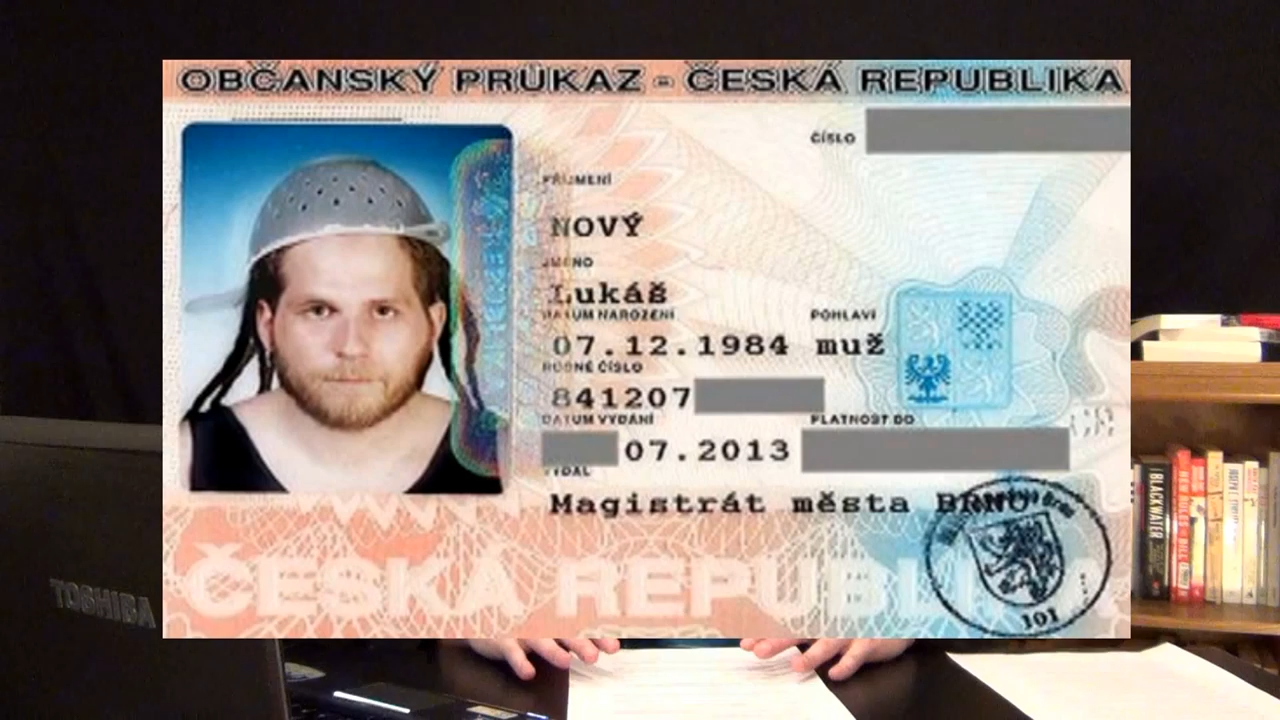 OBČANSKÝ PRŮKAZ - ČESKÁ REPUBLIKA
ČÍSLO
PŘÍJMENÍ
NOVÝ
JMÉNO
Lukáš
DATUM NAROZENÍ POHLAVÍ
07.12.1984 muž
RODNÉ ČÍSLO
841207
DATUM VYDÁNÍ PLATNOST DO
07.2013
VYDAL
Magistrát města BRNO
ČESKÁ REPUBLIKA
101
TOSHIBA
BLACKWATER